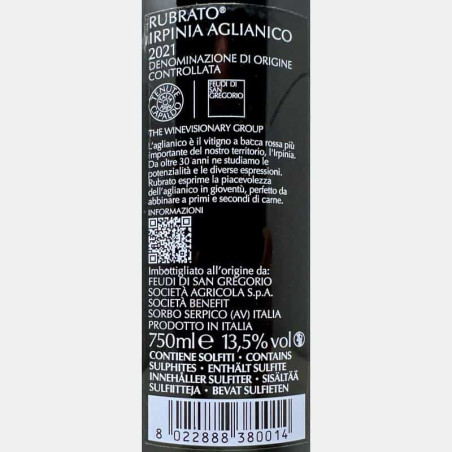 RUBRATO®
IRPINIA AGLIANICO
2021
DENOMINAZIONE DI ORIGINE
CONTROLLATA
TENUTE
CAPALDO
FEUDI DI
SAN
GREGORIO
THE WINEVISIONARY GROUP
L'aglianico è il vitigno a bacca rossa più
importante del nostro territorio, l'Irpinia.
Da oltre 30 anni ne studiamo le
potenzialità e le diverse espressioni.
Rubrato esprime la piacevolezza
dell'aglianico in gioventù, perfetto da
abbinare a primi e secondi di carne.
INFORMAZIONI
Imbottigliato all'origine da:
FEUDI DI SAN GREGORIO
SOCIETÀ AGRICOLA S.p.A.
SOCIETÀ BENEFIT
SORBO SERPICO (AV) ITALIA
PRODOTTO IN ITALIA
750ml e 13,5% vol
CONTIENE SOLFITI • CONTAINS
SULPHITES • ENTHÄLT SULFITE
INNEHÅLLER SULFITER • SISÄLTÄÄ
SULFIITTEJA • BEVAT SULFIETEN
8 022888 380014